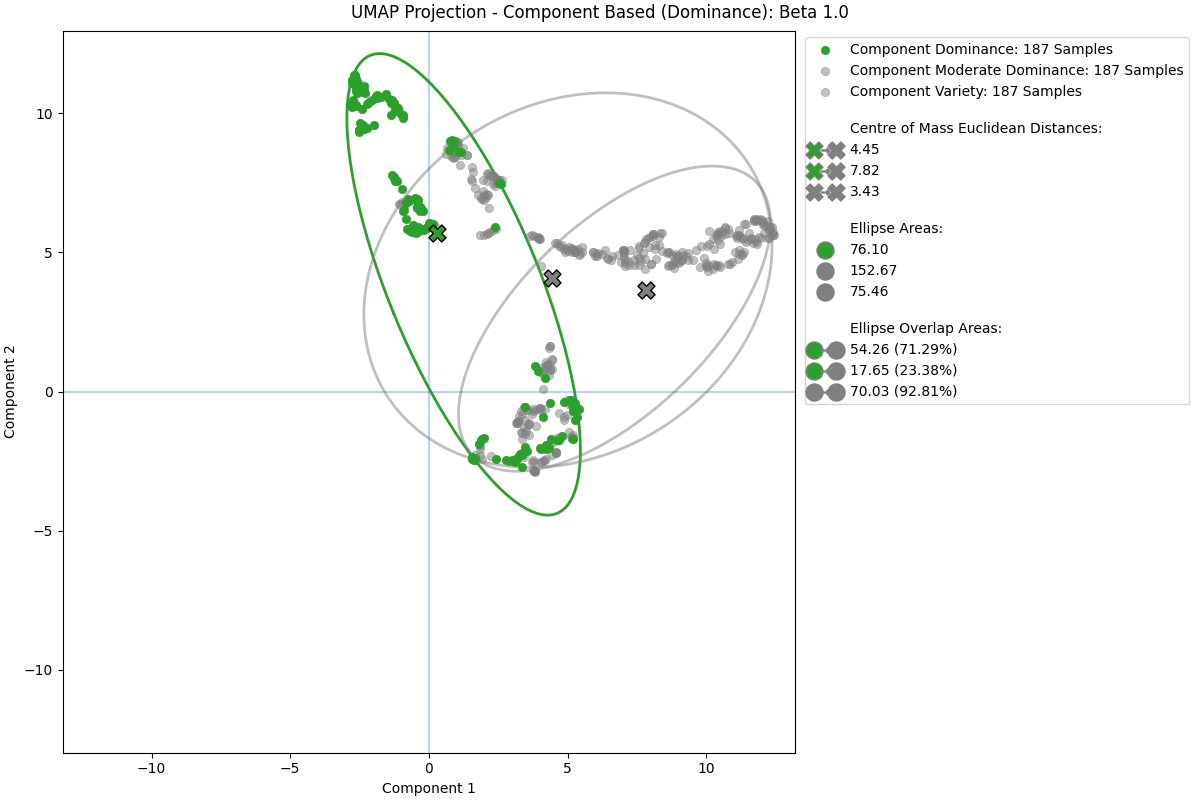 UMAP Projection - Component Based (Dominance): Beta 1.0
Component Dominance: 187 Samples
Component Moderate Dominance: 187 Samples
Component Variety: 187 Samples
Centre of Mass Euclidean Distances:
4.45
7.82
3.43
Ellipse Areas:
76.10
152.67
75.46
Ellipse Overlap Areas:
54.26 (71.29%)
17.65 (23.38%)
70.03 (92.81%)
10
5
0
−5
−10
Component 2
−10
−5
0
5
10
Component 1